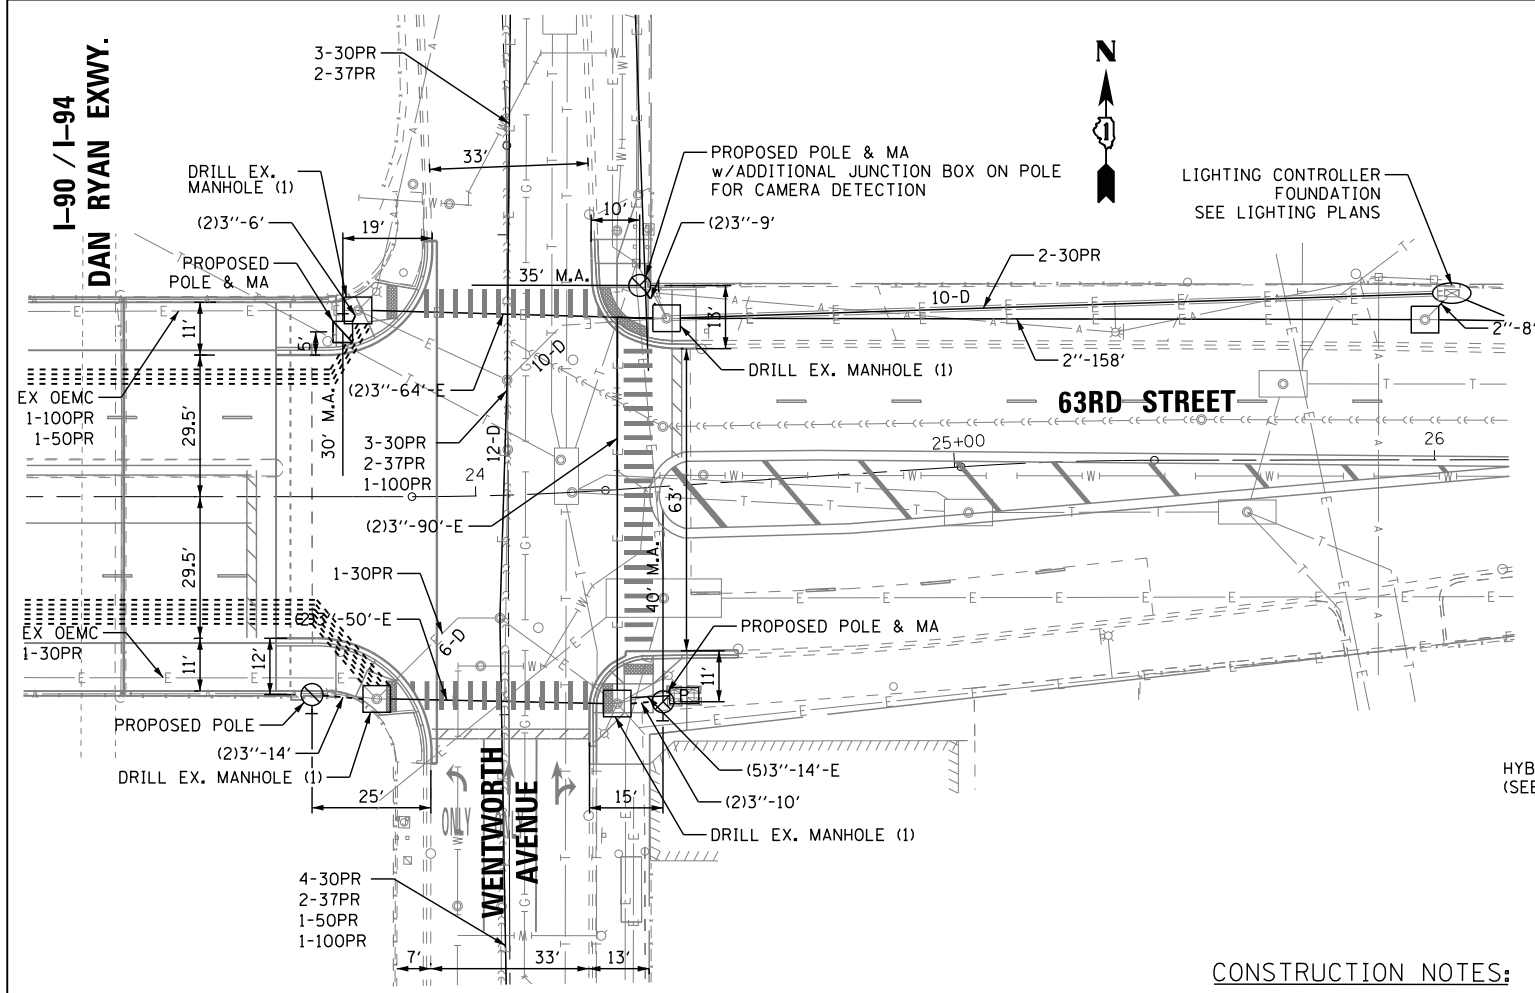 I-90 / I-94
DAN RYAN EXWY.
3-30PR
2-37PR
33'
N
1
DRILL EX.
MANHOLE (1)
PROPOSED POLE & MA
w/ADDITIONAL JUNCTION BOX ON POLE
FOR CAMERA DETECTION
LIGHTING CONTROLLER
FOUNDATION
SEE LIGHTING PLANS
(2)3''-6'
19'
10'
(2)3''-9'
2-30PR
PROPOSED
POLE & MA
35' M.A.
10-D
13'
2''-8'
11'
5'
10-D
2''-158'
DRILL EX. MANHOLE (1)
(2)3''-64'-E
EX OEMC
1-100PR
1-50PR
30' M.A.
29.5'
63RD STREET
3-30PR
2-37PR
1-100PR
12-D
24
25+00
26
63'
(2)3''-90'-E
29.5'
40' M.A.
1-30PR
6-D
-50'-E
PROPOSED POLE & MA
EX OEMC
1-30PR
11'
12'
11'
P
PROPOSED POLE
(2)3''-14'
DRILL EX. MANHOLE (1)
(5)3''-14'-E
(2)3''-10'
DRILL EX. MANHOLE (1)
25'
15'
ONLY
WENTWORTH
AVENUE
HYB
(SEE
4-30PR
2-37PR
1-50PR
1-100PR
7'
33'
13'
CONSTRUCTION NOTES: